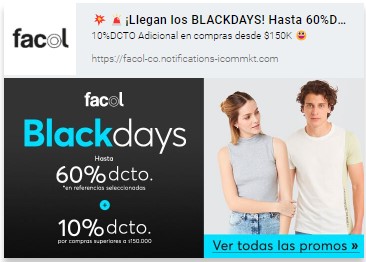 facol
💥 🚨 ¡Llegan los BLACKDAYS! Hasta 60%D...
10%DCTO Adicional en compras desde $150K 🤩
https://facol-co.notifications-icommkt.com
facol
Blackdays
Hasta
60% dcto.
*en referencias seleccionados
+
10% dcto.
por compras superiores a $150.000
Ver todas las promos »